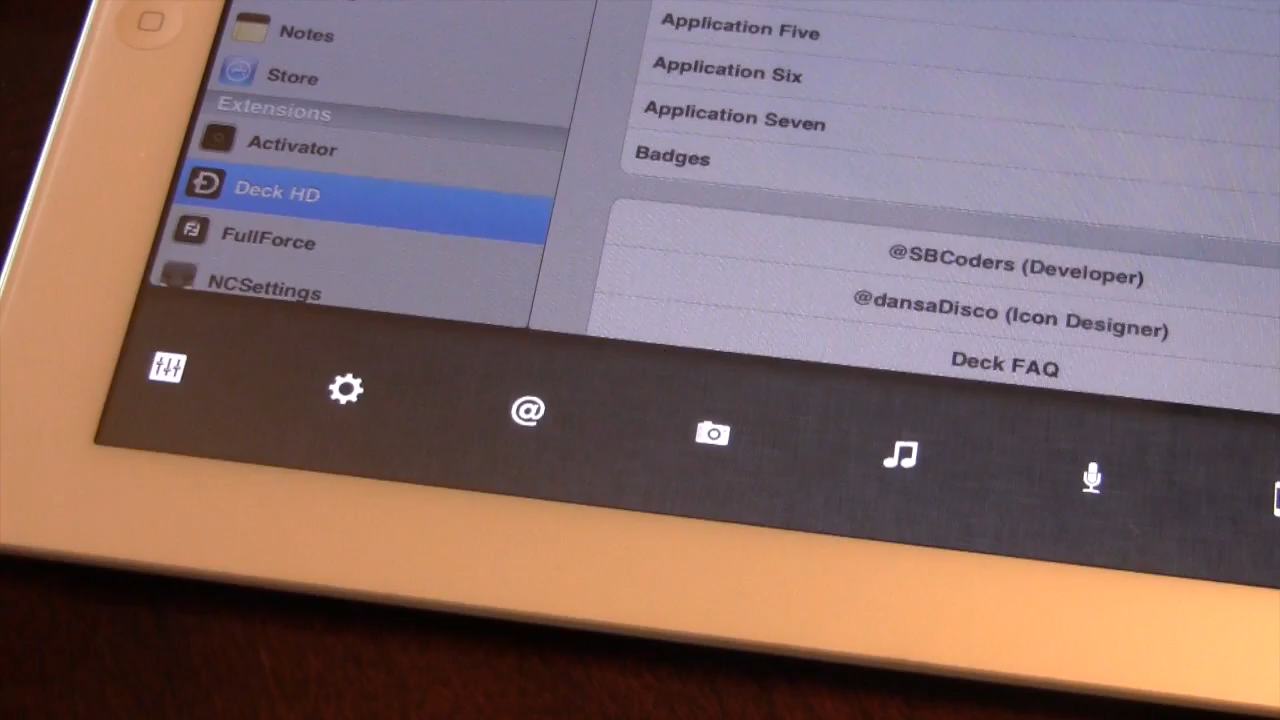 Notes
Store
Extensions
Activator
Deck HD
FullForce
NCSettings
Application Five
Application Six
Application Seven
Badges
@SBCoders (Developer)
@dansaDisco (Icon Designer)
Deck FAQ
@